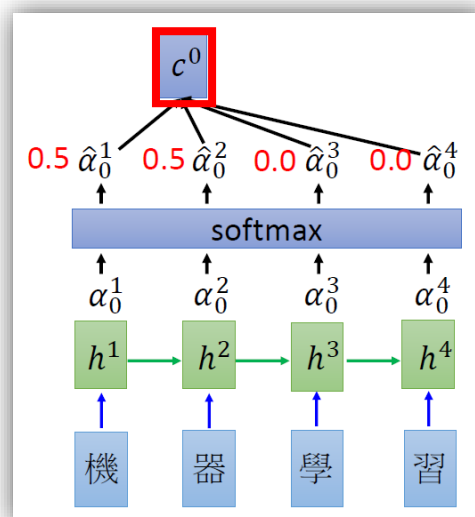 c⁰
0.5 α̂₀¹ 0.5 α̂₀² 0.0 α̂₀³ 0.0 α̂₀⁴
softmax
α₀¹ α₀² α₀³ α₀⁴
h¹ h² h³ h⁴
機 器 學 習